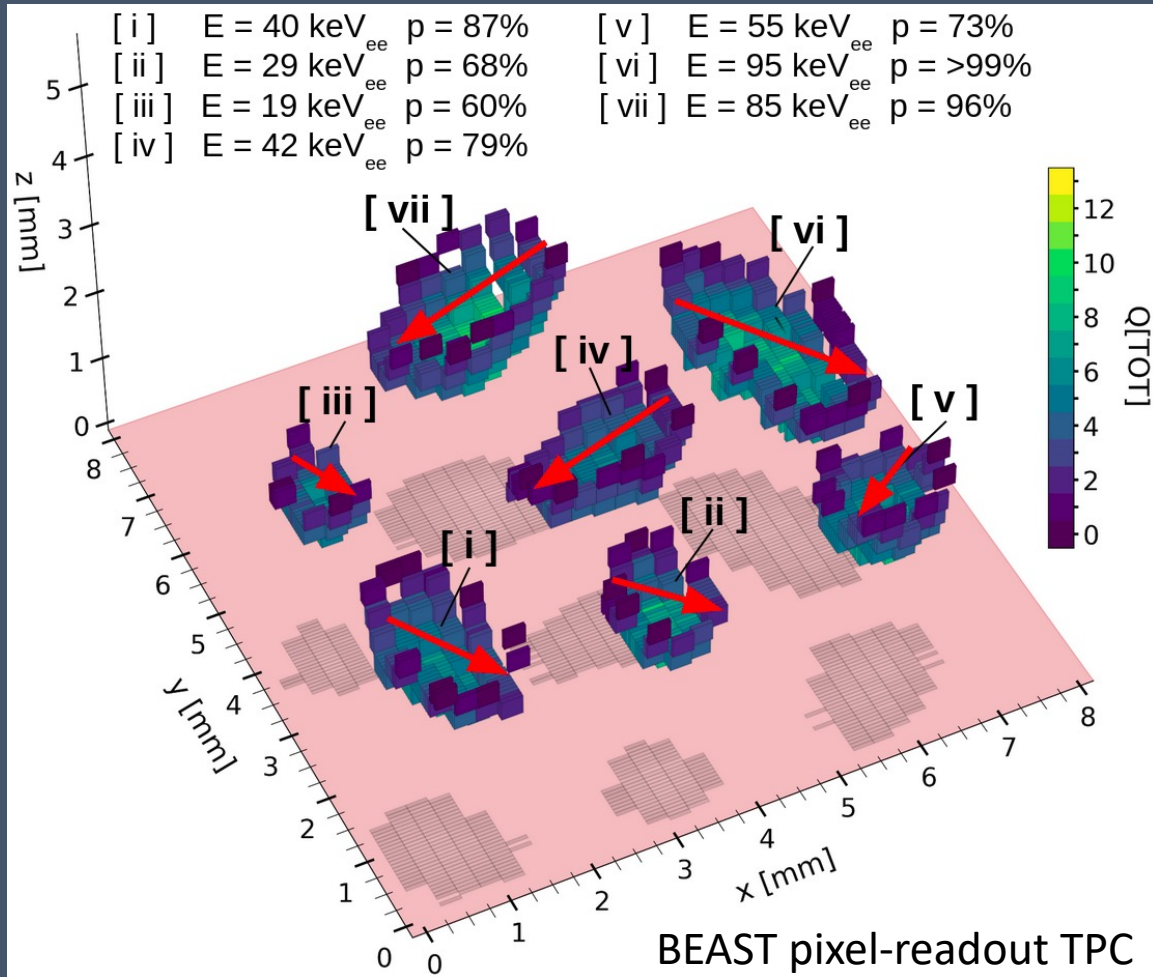 [ i ] E = 40 keVee p = 87% [ v ] E = 55 keVee p = 73%
[ ii ] E = 29 keVee p = 68% [ vi ] E = 95 keVee p = >99%
[ iii ] E = 19 keVee p = 60% [ vii ] E = 85 keVee p = 96%
[ iv ] E = 42 keVee p = 79%
5
4
3
2
1
0
z [mm]
[ vii ]
[ vi ]
[ iv ]
[ iii ]
[ v ]
[ ii ]
[ i ]
12
10
8
6
4
2
0
Q[TOT]
8
7
6
5
4
3
2
1
0
y [mm]
0
1
2
3
4
5
6
7
8
x [mm]
BEAST pixel-readout TPC